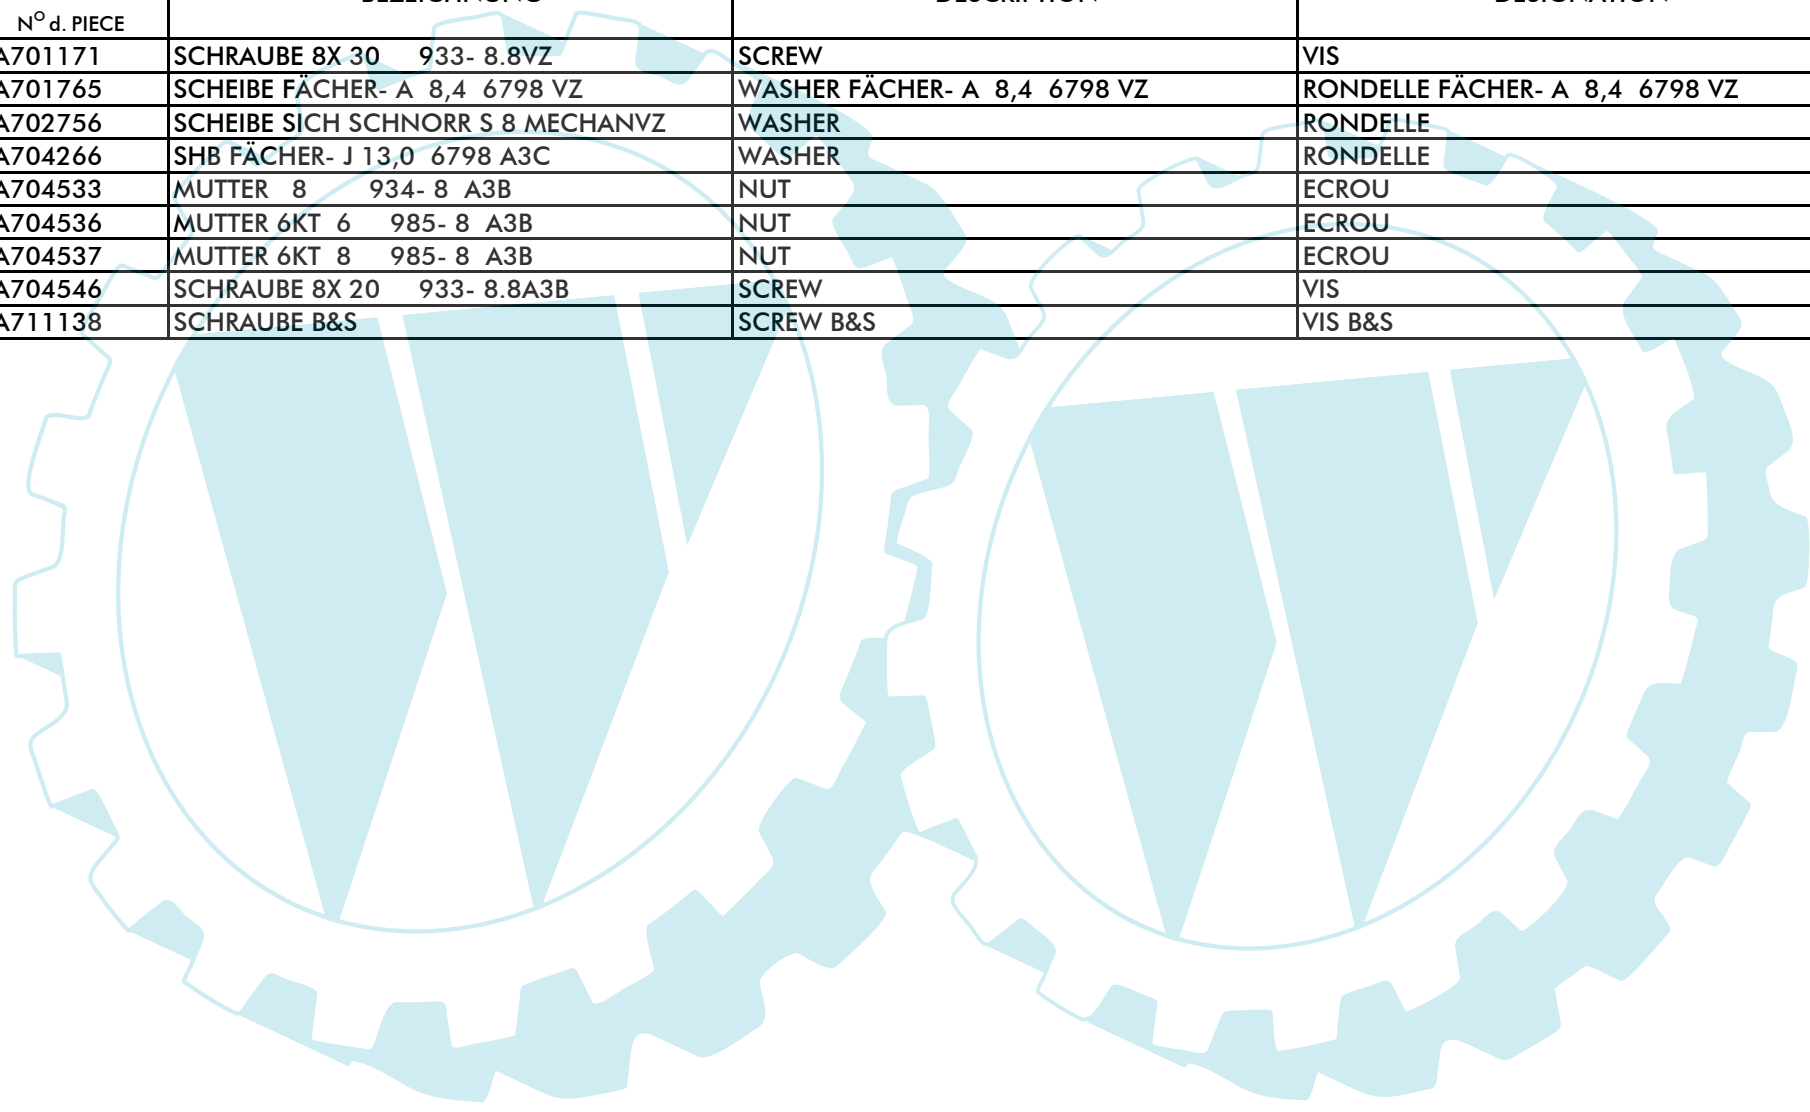 BEZEICHNUNG DESCRIPTION DESIGNATION
Nº d. PIECE
A701171 SCHRAUBE 8X 30 933- 8.8VZ SCREW VIS
A701765 SCHEIBE FÄCHER- A 8,4 6798 VZ WASHER FÄCHER- A 8,4 6798 VZ RONDELLE FÄCHER- A 8,4 6798 VZ
A702756 SCHEIBE SICH SCHNORR S 8 MECHANVZ WASHER RONDELLE
A704266 SHB FÄCHER- J 13,0 6798 A3C WASHER RONDELLE
A704533 MUTTER 8 934- 8 A3B NUT ECROU
A704536 MUTTER 6KT 6 985- 8 A3B NUT ECROU
A704537 MUTTER 6KT 8 985- 8 A3B NUT ECROU
A704546 SCHRAUBE 8X 20 933- 8.8A3B SCREW VIS
A711138 SCHRAUBE B&S SCREW B&S VIS B&S